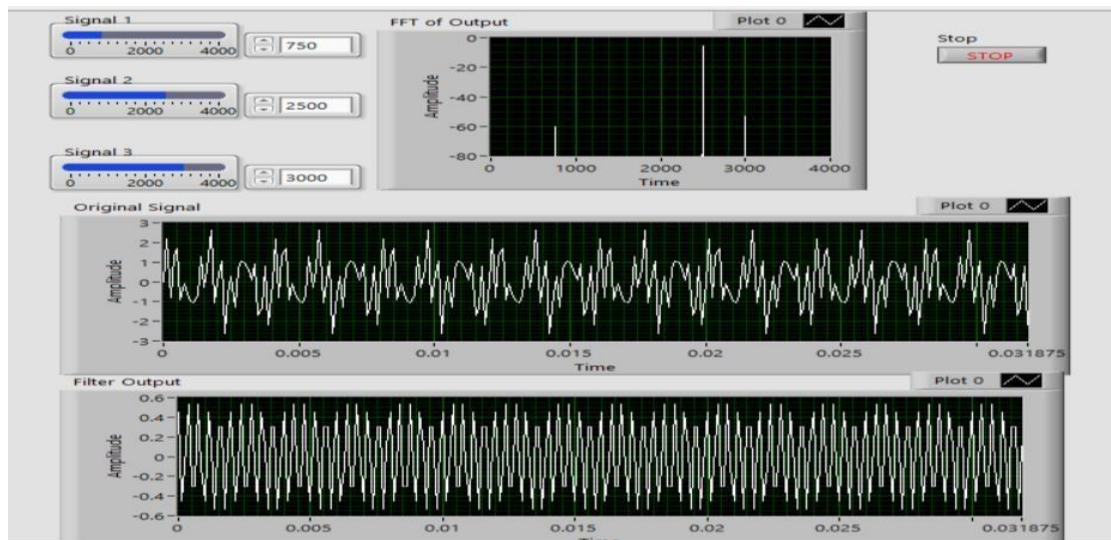 Signal 1
0 2000 4000
750
Signal 2
0 2000 4000
2500
Signal 3
0 2000 4000
3000
FFT of Output
Plot 0
Amplitude
0
-20
-40
-60
-80
0 1000 2000 3000 4000
Time
Stop
STOP
Original Signal
Plot 0
Amplitude
3
2
1
0
-1
-2
-3
0 0.005 0.01 0.015 0.02 0.025 0.031875
Time
Filter Output
Plot 0
Amplitude
0.6
0.4
0.2
0
-0.2
-0.4
-0.6
0 0.005 0.01 0.015 0.02 0.025 0.031875
Time